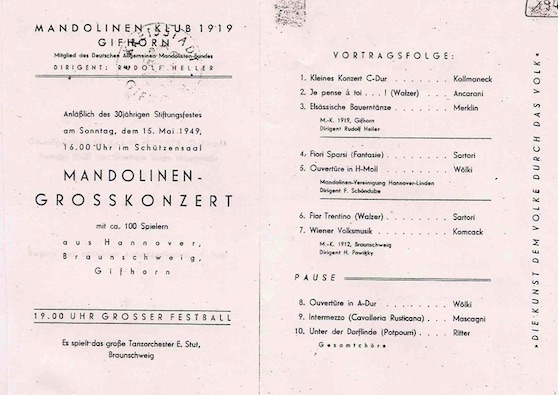 MANDOLINEN KLUB 1919
GIFHORN
Mitglied des Deutschen Allgemeinen Mandolisten-Bundes
DIRIGENT: RUDOLF HELLER
Anläßlich des 30jährigen Stiftungsfestes
am Sonntag, dem 15. Mai 1949,
16.00 Uhr im Schützensaal
MANDOLINEN-
GROSSKONZERT
mit ca. 100 Spielern
aus Hannover,
Braunschweig,
Gifhorn
19.00 UHR GROSSER FESTBALL
Es spielt das große Tanzorchester E. Stut,
Braunschweig
VORTRAGSFOLGE:
1. Kleines Konzert C-Dur . . . . . . . Kollmaneck
2. Je pense à toi . . . ! (Walzer) . . . . . Ancarani
3. Elsässische Bauerntänze . . . . . . . Merklin
M.-K. 1919, Gifhorn
Dirigent Rudolf Heller
4. Fiori Sparsi (Fantasie) . . . . . . . . Sartori
5. Ouvertüre in H-Moll . . . . . . . . Wölki
Mandolinen-Vereinigung Hannover-Linden
Dirigent F. Schöndube
6. Fior Trentino (Walzer) . . . . . . . . Sartori
7. Wiener Volksmusik . . . . . . . . . Komcack
M.-K. 1912, Braunschweig
Dirigent H. Powitzky
PAUSE
8. Ouvertüre in A-Dur . . . . . . . . Wölki
9. Intermezzo (Cavalleria Rusticana) . . . Mascagni
10. Unter der Dorflinde (Potpourri) . . . . Ritter
Gesamtchöre
»DIE KUNST DEM VOLKE DURCH DAS VOLK«